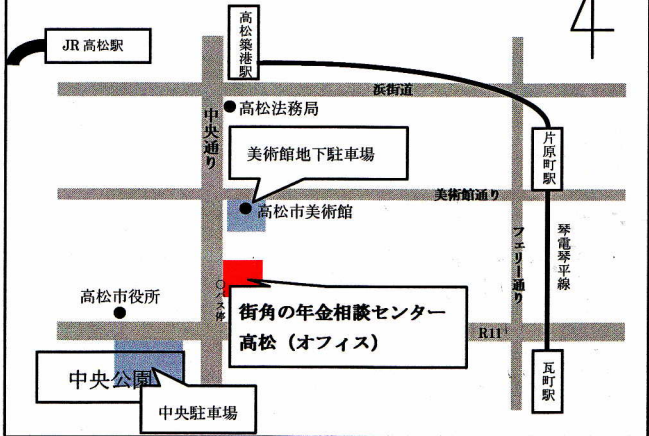 JR 高松駅
高松築港駅
浜街道
中央通り
高松法務局
美術館地下駐車場
片原町駅
美術館通り
高松市美術館
フェリー通り
琴電琴平線
バス停
高松市役所
街角の年金相談センター
高松（オフィス）
R11
中央公園
瓦町駅
中央駐車場